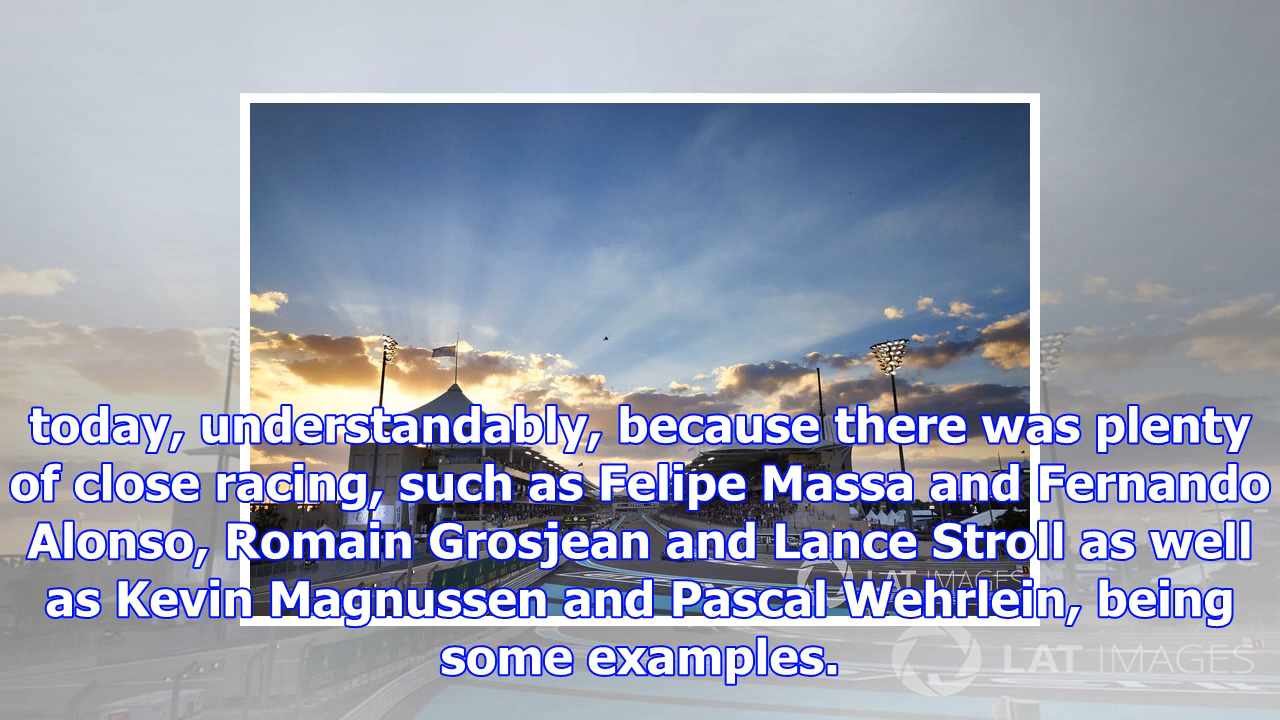 today, understandably, because there was plenty
of close racing, such as Felipe Massa and Fernando
Alonso, Romain Grosjean and Lance Stroll as well
as Kevin Magnussen and Pascal Wehrlein, being
some examples.
LAT IMAGES
LAT IMAGES